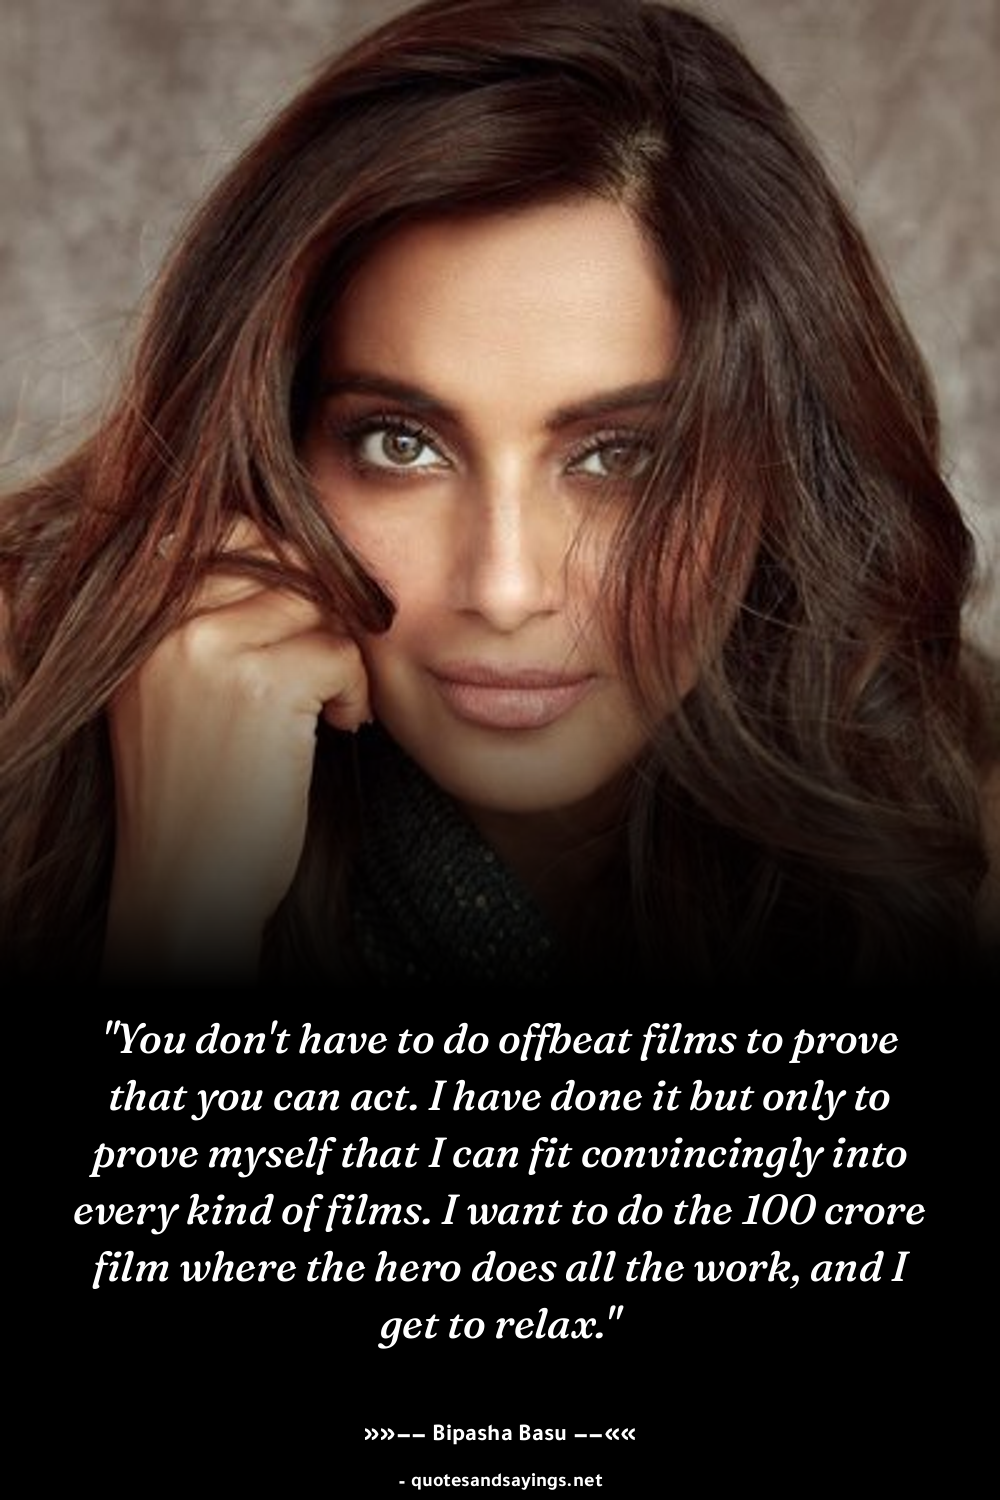 "You don't have to do offbeat films to prove
that you can act. I have done it but only to
prove myself that I can fit convincingly into
every kind of films. I want to do the 100 crore
film where the hero does all the work, and I
get to relax."
»»−− Bipasha Basu −−««
- quotesandsayings.net